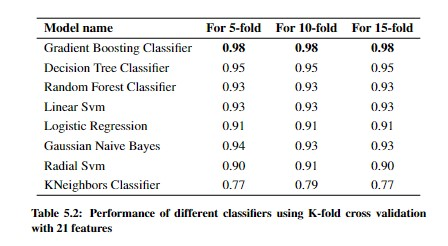 Model name For 5-fold For 10-fold For 15-fold
Gradient Boosting Classifier 0.98 0.98 0.98
Decision Tree Classifier 0.95 0.95 0.95
Random Forest Classifier 0.93 0.93 0.93
Linear Svm 0.93 0.93 0.93
Logistic Regression 0.91 0.91 0.91
Gaussian Naive Bayes 0.94 0.93 0.93
Radial Svm 0.90 0.91 0.90
KNeighbors Classifier 0.77 0.79 0.77
Table 5.2: Performance of different classifiers using K-fold cross validation
with 21 features